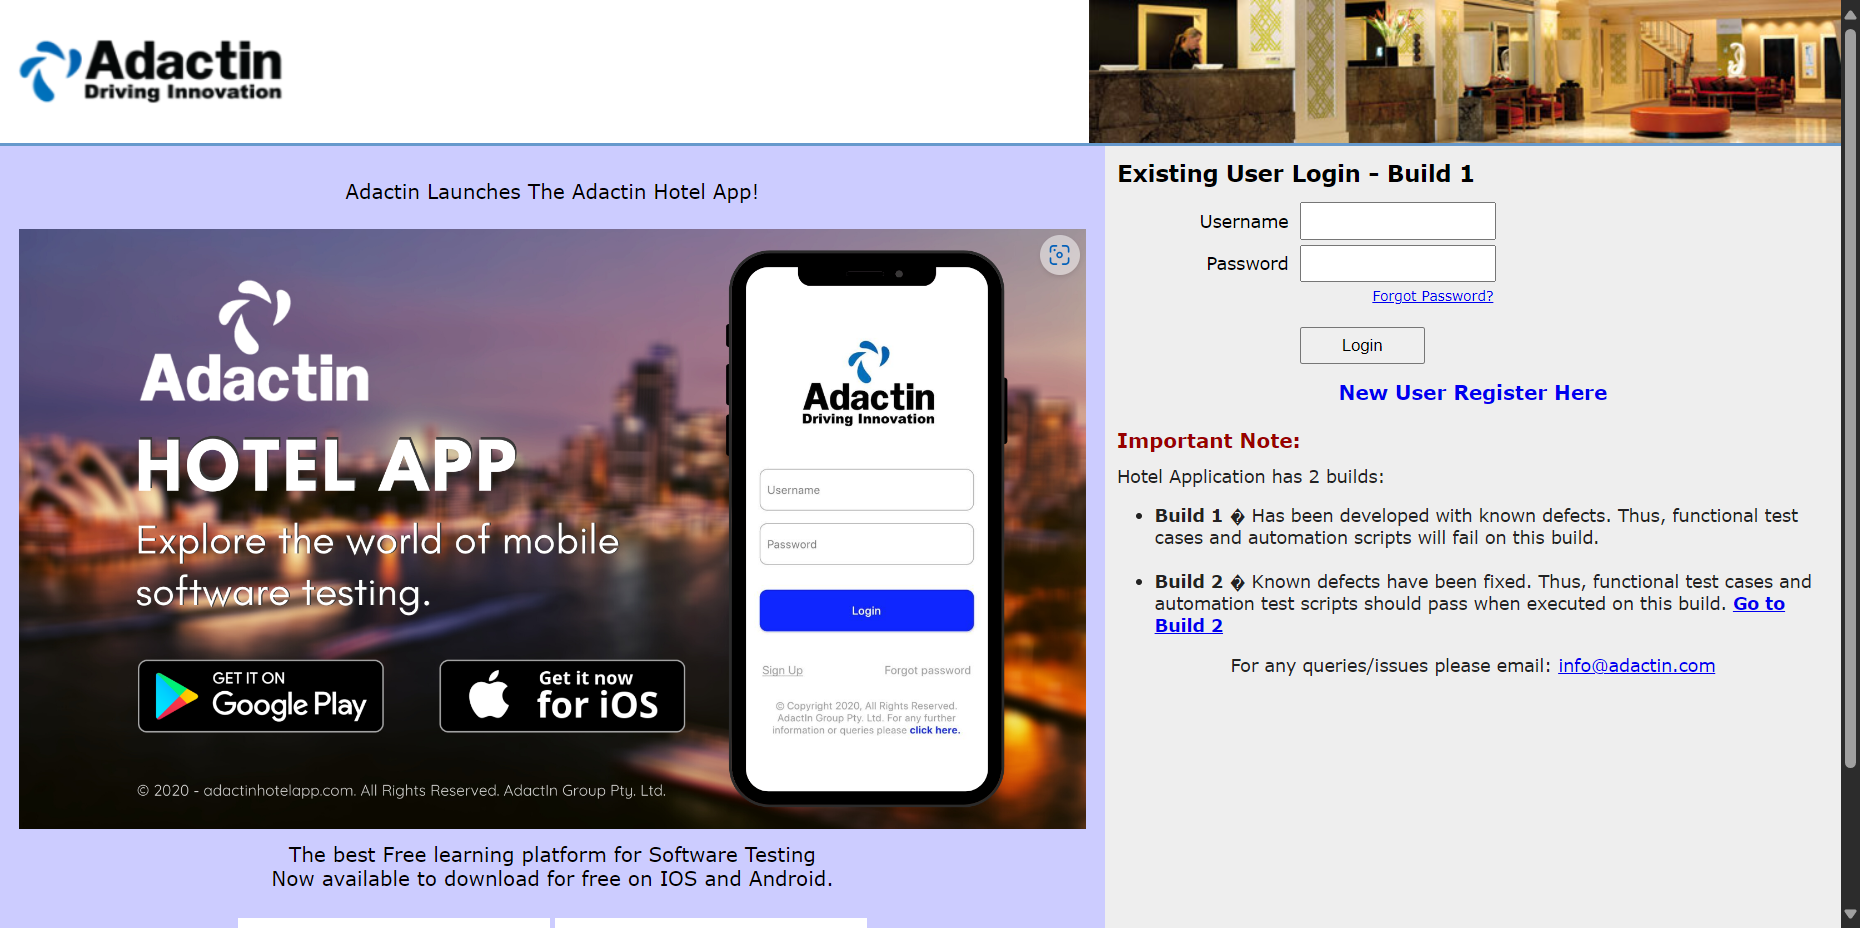 Adactin
Driving Innovation
Adactin Launches The Adactin Hotel App!
Adactin
HOTEL APP
Explore the world of mobile
software testing.
GET IT ON
Google Play
Get it now
for iOS
© 2020 - adactinhotelapp.com. All Rights Reserved. AdactIn Group Pty. Ltd.
Adactin
Driving Innovation
Username
Password
Login
Sign Up Forgot password
© Copyright 2020, All Rights Reserved.
AdactIn Group Pty. Ltd. For any further
information or queries please click here.
The best Free learning platform for Software Testing
Now available to download for free on IOS and Android.
Existing User Login - Build 1
Username
Password
Forgot Password?
Login
New User Register Here
Important Note:
Hotel Application has 2 builds:
• Build 1 � Has been developed with known defects. Thus, functional test
cases and automation scripts will fail on this build.
• Build 2 � Known defects have been fixed. Thus, functional test cases and
automation test scripts should pass when executed on this build. Go to
Build 2
For any queries/issues please email: info@adactin.com